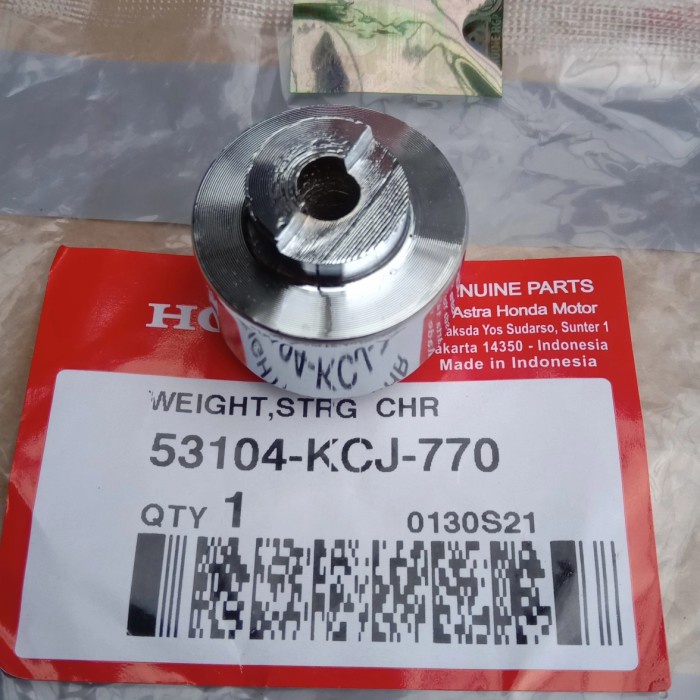 HO
NUINE PARTS
Astra Honda Motor
aksda Yos Sudarso, Sunter 1
akarta 14350 - Indonesia
Made in Indonesia
WEIGHT,STRG CHR
53104-KCJ-770
QTY 1
0130S21